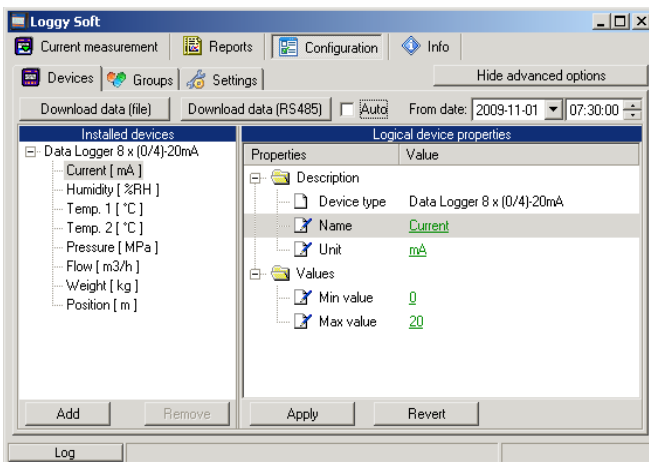 Loggy Soft
Current measurement Reports Configuration Info
Devices Groups Settings Hide advanced options
Download data (file) Download data (RS485) Auto From date: 2009-11-01 07:30:00
Installed devices Logical device properties
Data Logger 8 x (0/4)-20mA Properties Value
Current [ mA ] Description
Humidity [ %RH ] Device type Data Logger 8 x (0/4)-20mA
Temp. 1 [ °C ] Name Current
Temp. 2 [ °C ] Unit mA
Pressure [ MPa ] Values
Flow [ m3/h ] Min value 0
Weight [ kg ] Max value 20
Position [ m ]
Add Remove Apply Revert
Log